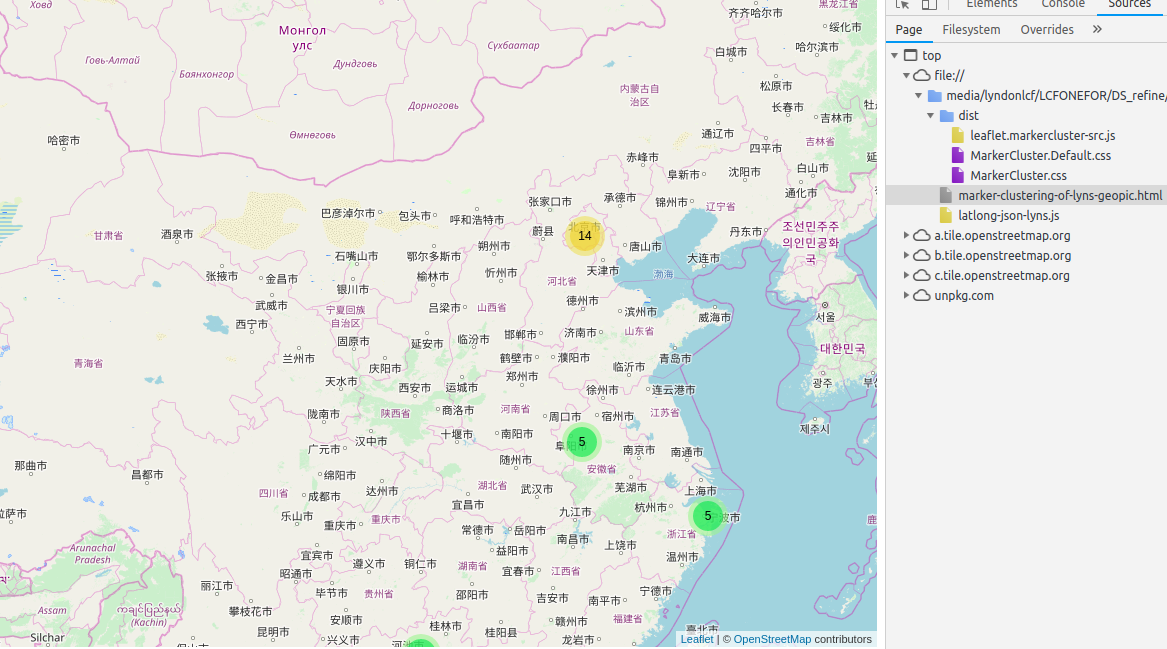 Ховд
Монгол
улс
Говь-Алтай
Баянхонгор
Дундговь
Сүхбаатар
Дорноговь
Өмнөговь
齐齐哈尔市
黑龙江省
绥化市
哈尔滨市
白城市
松原市
长春市
吉林市
内蒙古自
治区
通辽市
四平市
吉林省
赤峰市
阜新市
沈阳市
白山市
通化市
哈密市
张家口市
承德市
锦州市
辽宁省
丹东市
조선민주주
의인민공화
국
巴彦淖尔市
包头市
呼和浩特市
蔚县
北京市
14
唐山市
大连市
甘肃省
酒泉市
朔州市
石嘴山市
鄂尔多斯市
天津市
渤海
张掖市
金昌市
银川市
榆林市
忻州市
河北省
德州市
武威市
西宁市
宁夏回族
自治区
吕梁市
山西省
滨州市
威海市
서울
固原市
延安市
临汾市
邯郸市
济南市
山东省
대한민국
青海省
兰州市
庆阳市
鹤壁市
濮阳市
青岛市
天水市
西安市
运城市
郑州市
临沂市
광주
徐州市
连云港市
陇南市
陕西省
商洛市
河南省
周口市
宿州市
江苏省
제주시
广元市
汉中市
十堰市
南阳市
5
南京市
南通市
那曲市
昌都市
绵阳市
随州市
安徽省
四川省
成都市
达州市
湖北省
武汉市
芜湖市
上海市
宜昌市
杭州市
5
乐山市
重庆市
重庆市
九江市
常德市
岳阳市
南昌市
浙江省
上饶市
Arunachal
Pradesh
宜宾市
遵义市
铜仁市
益阳市
温州市
昭通市
湖南省
宜春市
江西省
丽江市
毕节市
贵州省
邵阳市
吉安市
南平市
宁德市
Assam
(Kachin)
攀枝花市
安顺市
赣州市
福建省
Silchar
昆明市
兴义市
桂林市
桂阳县
龙岩市
Leaflet | © OpenStreetMap contributors
Elements Console Sources
Page Filesystem Overrides »
top
file://
media/lyndonlcf/LCFONEFOR/DS_refine/
dist
leaflet.markercluster-src.js
MarkerCluster.Default.css
MarkerCluster.css
marker-clustering-of-lyns-geopic.html
latlong-json-lyns.js
a.tile.openstreetmap.org
b.tile.openstreetmap.org
c.tile.openstreetmap.org
unpkg.com